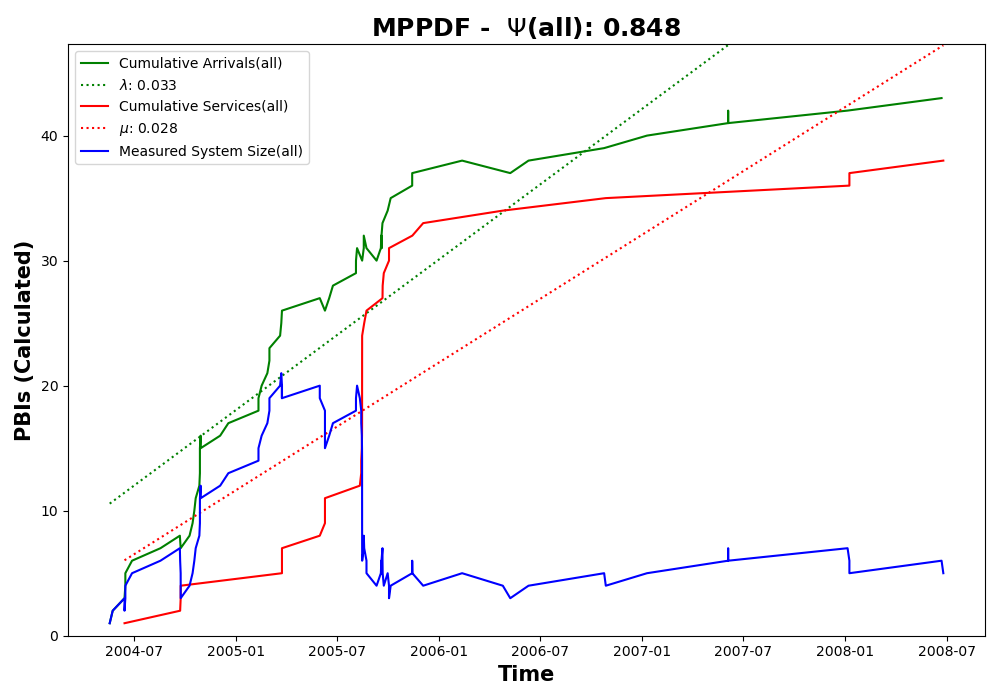 MPPDF - Ψ(all): 0.848
Cumulative Arrivals(all)
λ: 0.033
Cumulative Services(all)
μ: 0.028
Measured System Size(all)
PBIs (Calculated)
40
30
20
10
0
2004-07 2005-01 2005-07 2006-01 2006-07 2007-01 2007-07 2008-01 2008-07
Time